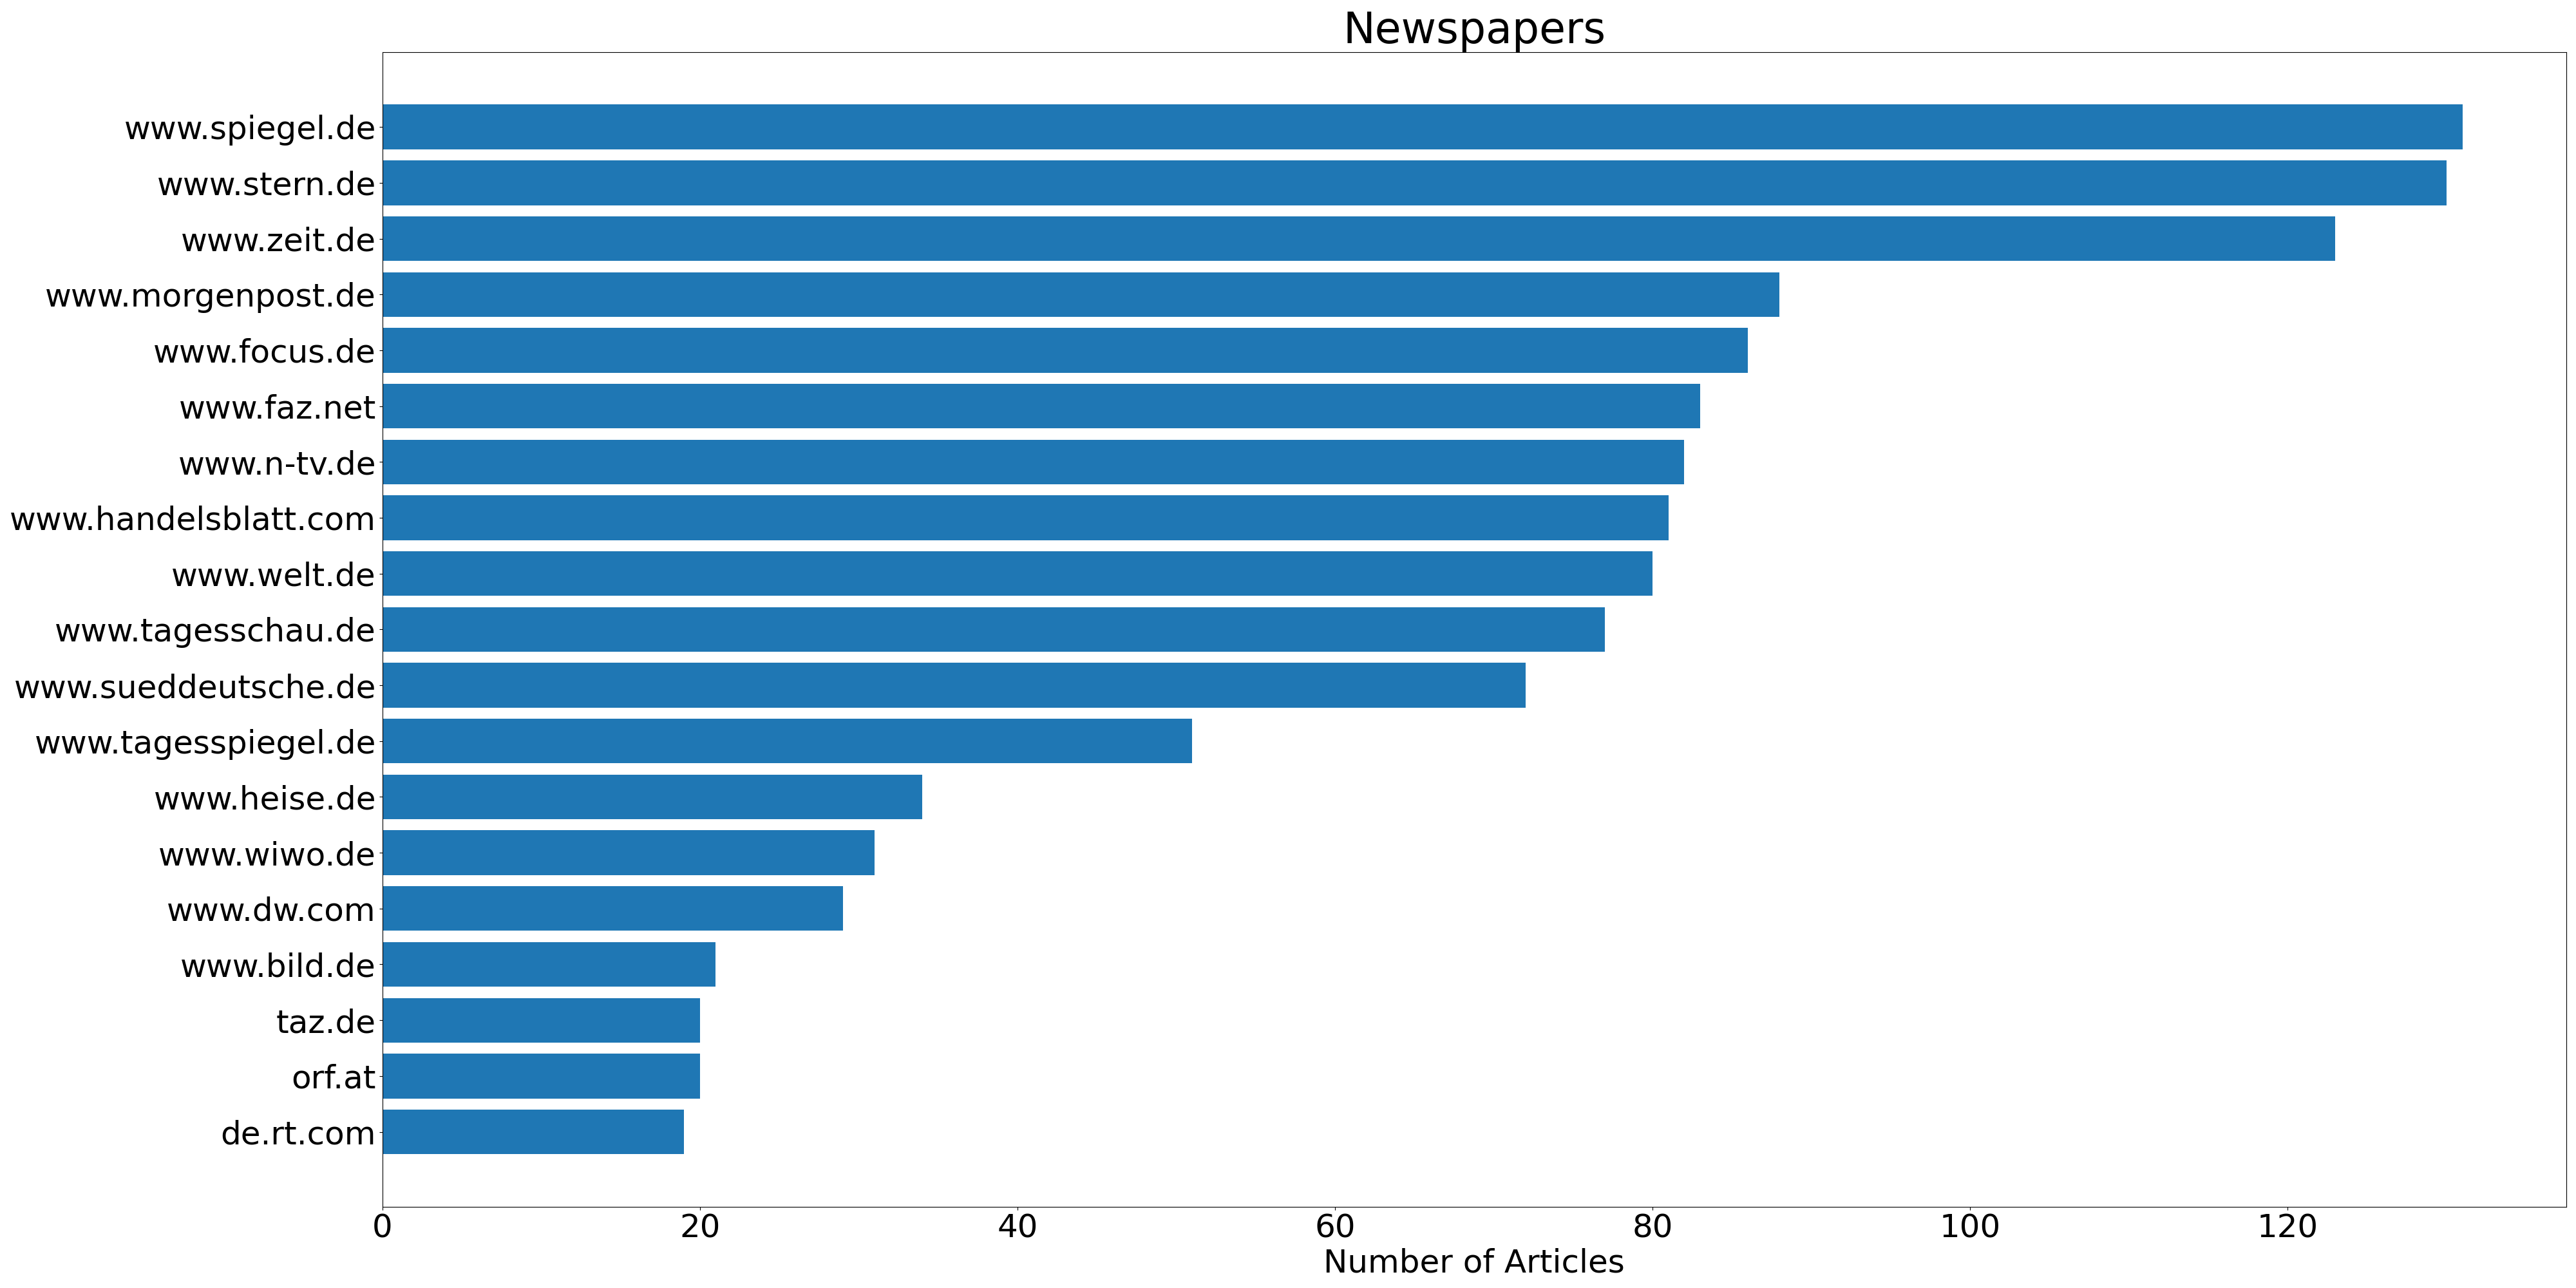 Newspapers
www.spiegel.de
www.stern.de
www.zeit.de
www.morgenpost.de
www.focus.de
www.faz.net
www.n-tv.de
www.handelsblatt.com
www.welt.de
www.tagesschau.de
www.sueddeutsche.de
www.tagesspiegel.de
www.heise.de
www.wiwo.de
www.dw.com
www.bild.de
taz.de
orf.at
de.rt.com
0 20 40 60 80 100 120
Number of Articles